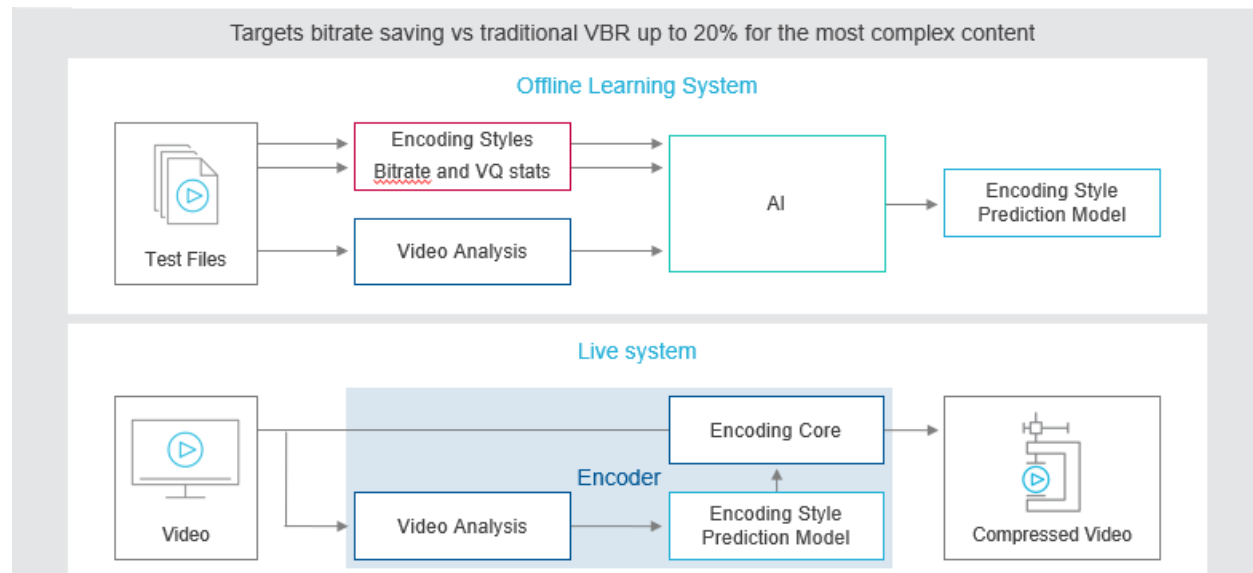 Targets bitrate saving vs traditional VBR up to 20% for the most complex content
Offline Learning System
Test Files
Encoding Styles
Bitrate and VQ stats
Video Analysis
AI
Encoding Style
Prediction Model
Live system
Video
Encoder
Video Analysis
Encoding Core
Encoding Style
Prediction Model
Compressed Video